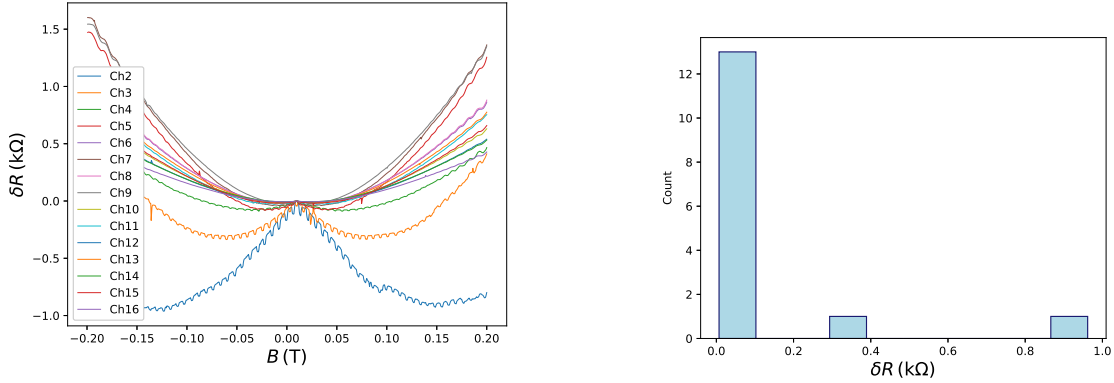 1.5
1.0
0.5
0.0
−0.5
−1.0
δR (kΩ)
Ch2
Ch3
Ch4
Ch5
Ch6
Ch7
Ch8
Ch9
Ch10
Ch11
Ch12
Ch13
Ch14
Ch15
Ch16
−0.20 −0.15 −0.10 −0.05 0.00 0.05 0.10 0.15 0.20
B (T)
12
10
8
6
4
2
0
Count
0.0 0.2 0.4 0.6 0.8 1.0
δR (kΩ)